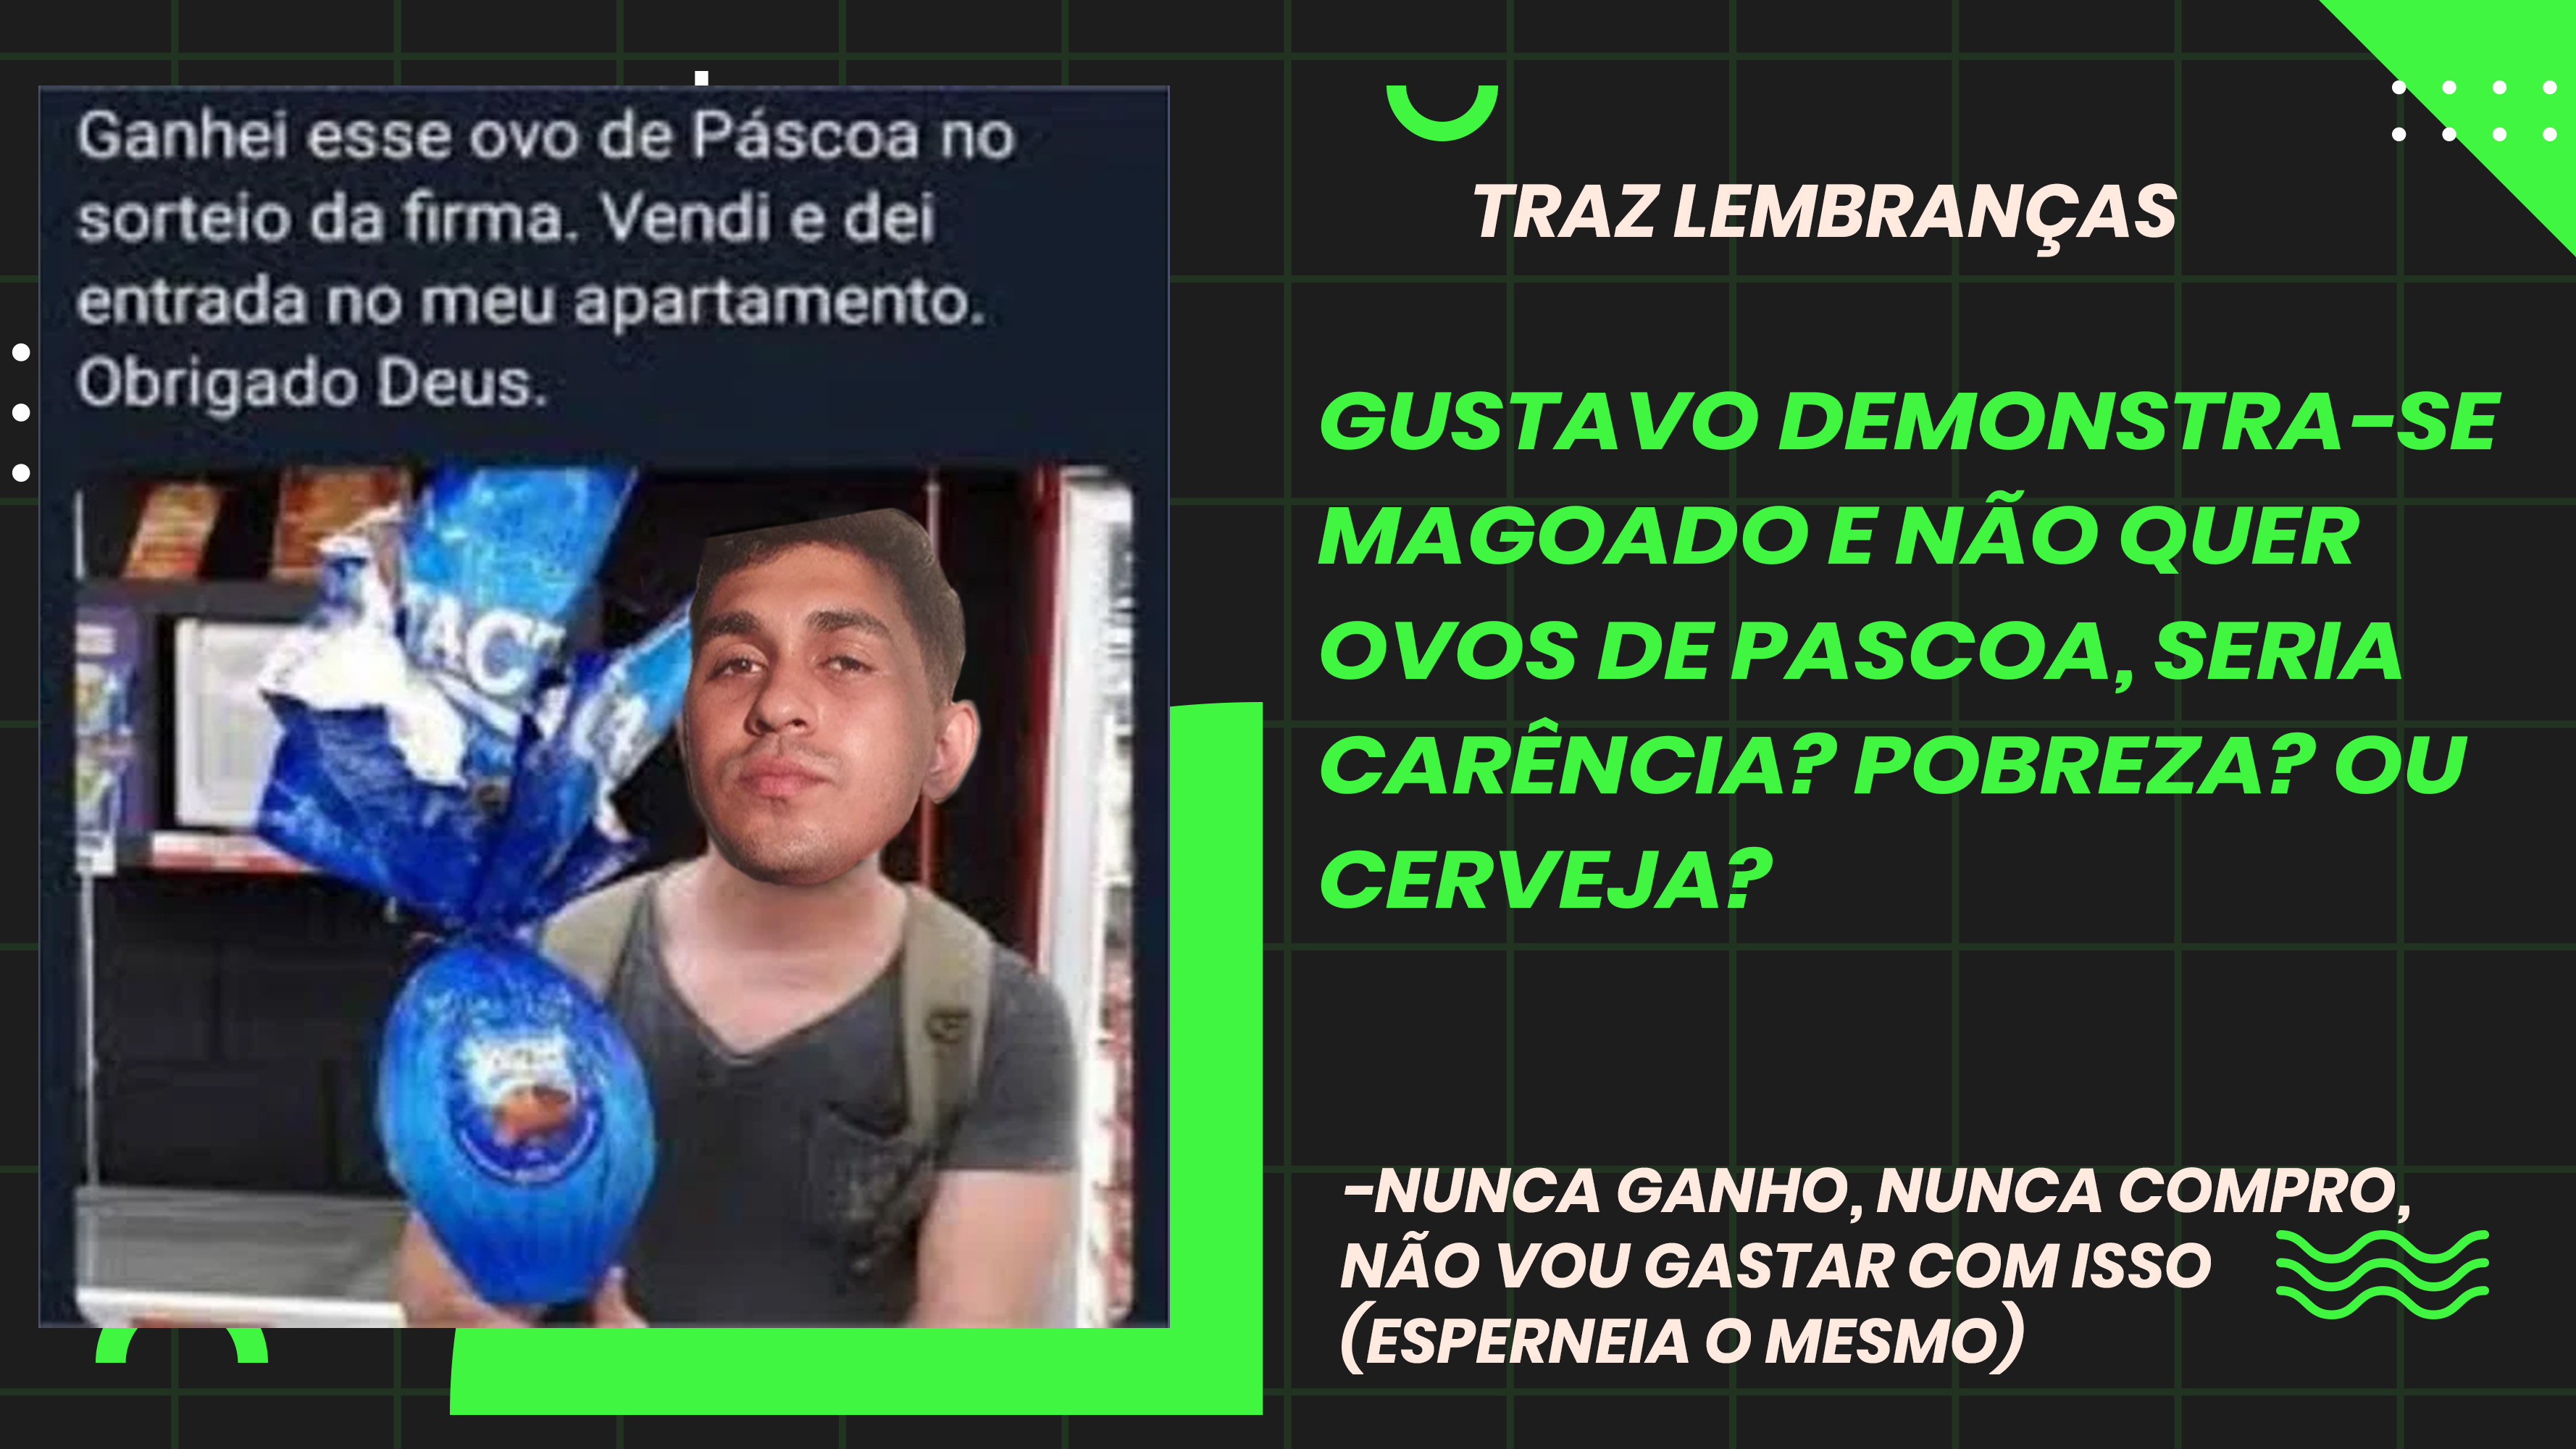 Ganhei esse ovo de Páscoa no
sorteio da firma. Vendi e dei
entrada no meu apartamento.
Obrigado Deus.
TRAZ LEMBRANÇAS
GUSTAVO DEMONSTRA-SE
MAGOADO E NÃO QUER
OVOS DE PASCOA, SERIA
CARÊNCIA? POBREZA? OU
CERVEJA?
-NUNCA GANHO, NUNCA COMPRO,
NÃO VOU GASTAR COM ISSO
(ESPERNEIA O MESMO)